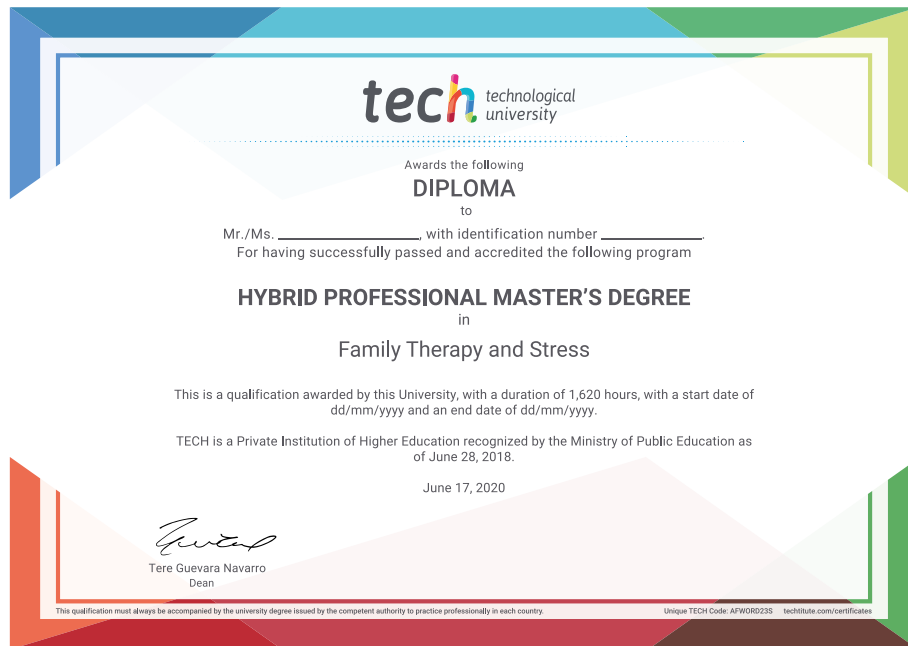 tech technological
university
Awards the following
DIPLOMA
to
Mr./Ms. ____________________, with identification number ______________.
For having successfully passed and accredited the following program
HYBRID PROFESSIONAL MASTER'S DEGREE
in
Family Therapy and Stress
This is a qualification awarded by this University, with a duration of 1,620 hours, with a start date of
dd/mm/yyyy and an end date of dd/mm/yyyy.
TECH is a Private Institution of Higher Education recognized by the Ministry of Public Education as
of June 28, 2018.
June 17, 2020
Tere Guevara Navarro
Dean
This qualification must always be accompanied by the university degree issued by the competent authority to practice professionally in each country.
Unique TECH Code: AFWORD23S techtitute.com/certificates